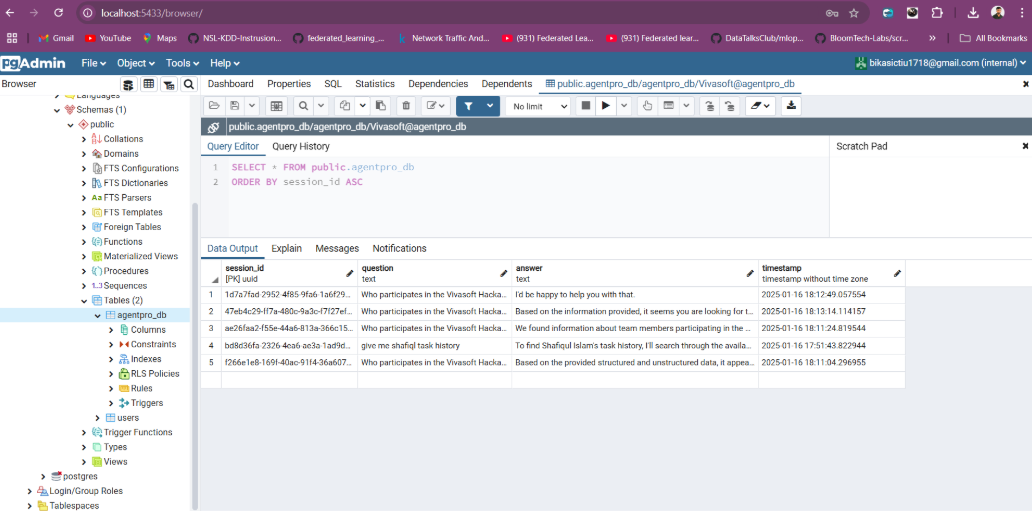 localhost:5433/browser/
Gmail YouTube Maps NSL-KDD-Instrusion... federated_learning_... Network Traffic And... (931) Federated Lea... (931) Federated lear... DataTalksClub/mlop... BloomTech-Labs/scr... » All Bookmarks
pgAdmin File Object Tools Help bikasictiu1718@gmail.com (internal)
Browser Dashboard Properties SQL Statistics Dependencies Dependents public.agentpro_db/agentpro_db/Vivasoft@agentpro_db
Languages
Schemas (1)
public
Collations
Domains
FTS Configurations
FTS Dictionaries
Aa FTS Parsers
FTS Templates
Foreign Tables
Functions
Materialized Views
Procedures
1..3 Sequences
Tables (2)
agentpro_db
Columns
Constraints
Indexes
RLS Policies
Rules
Triggers
users
Trigger Functions
Types
Views
postgres
Login/Group Roles
Tablespaces
No limit
public.agentpro_db/agentpro_db/Vivasoft@agentpro_db
Query Editor Query History Scratch Pad
1 SELECT * FROM public.agentpro_db
2 ORDER BY session_id ASC
Data Output Explain Messages Notifications
session_id question answer timestamp
[PK] uuid text text timestamp without time zone
1 1d7a7fad-2952-4f85-9fa6-1a6f29... Who participates in the Vivasoft Hacka... I'd be happy to help you with that. 2025-01-16 18:12:49.057554
2 47eb4c29-ff7a-480c-9a3c-f7f27ef... Who participates in the Vivasoft Hacka... Based on the information provided, it seems you are looking for t... 2025-01-16 18:13:14.114157
3 ae26faa2-f55e-44a6-813a-366c15... Who participates in the Vivasoft Hacka... We found information about team members participating in the ... 2025-01-16 18:11:24.819544
4 bd8d36fa-2326-4ea6-ae3a-1ad9d... give me shafiql task history To find Shafiqul Islam's task history, I'll search through the availa... 2025-01-16 17:51:43.822944
5 f266e1e8-169f-40ac-91f4-36a607... Who participates in the Vivasoft Hacka... Based on the provided structured and unstructured data, it appea... 2025-01-16 18:11:04.296955